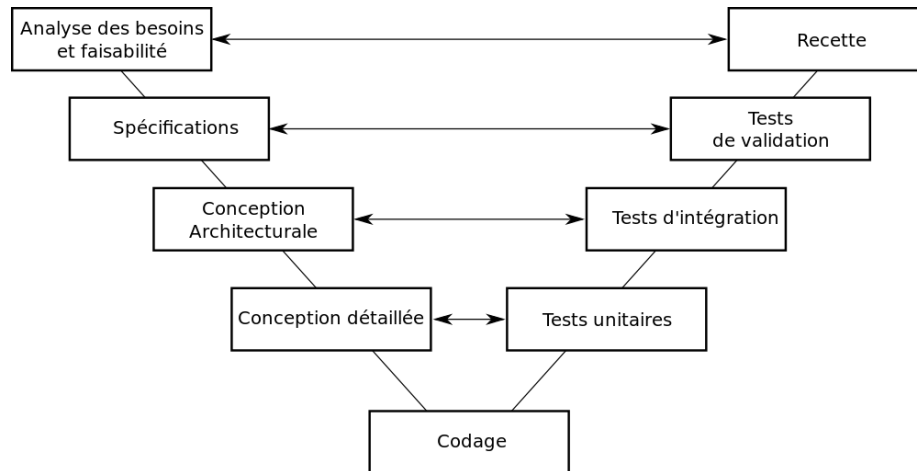 Analyse des besoins
et faisabilité
Recette
Spécifications
Tests
de validation
Conception
Architecturale
Tests d'intégration
Conception détaillée
Tests unitaires
Codage